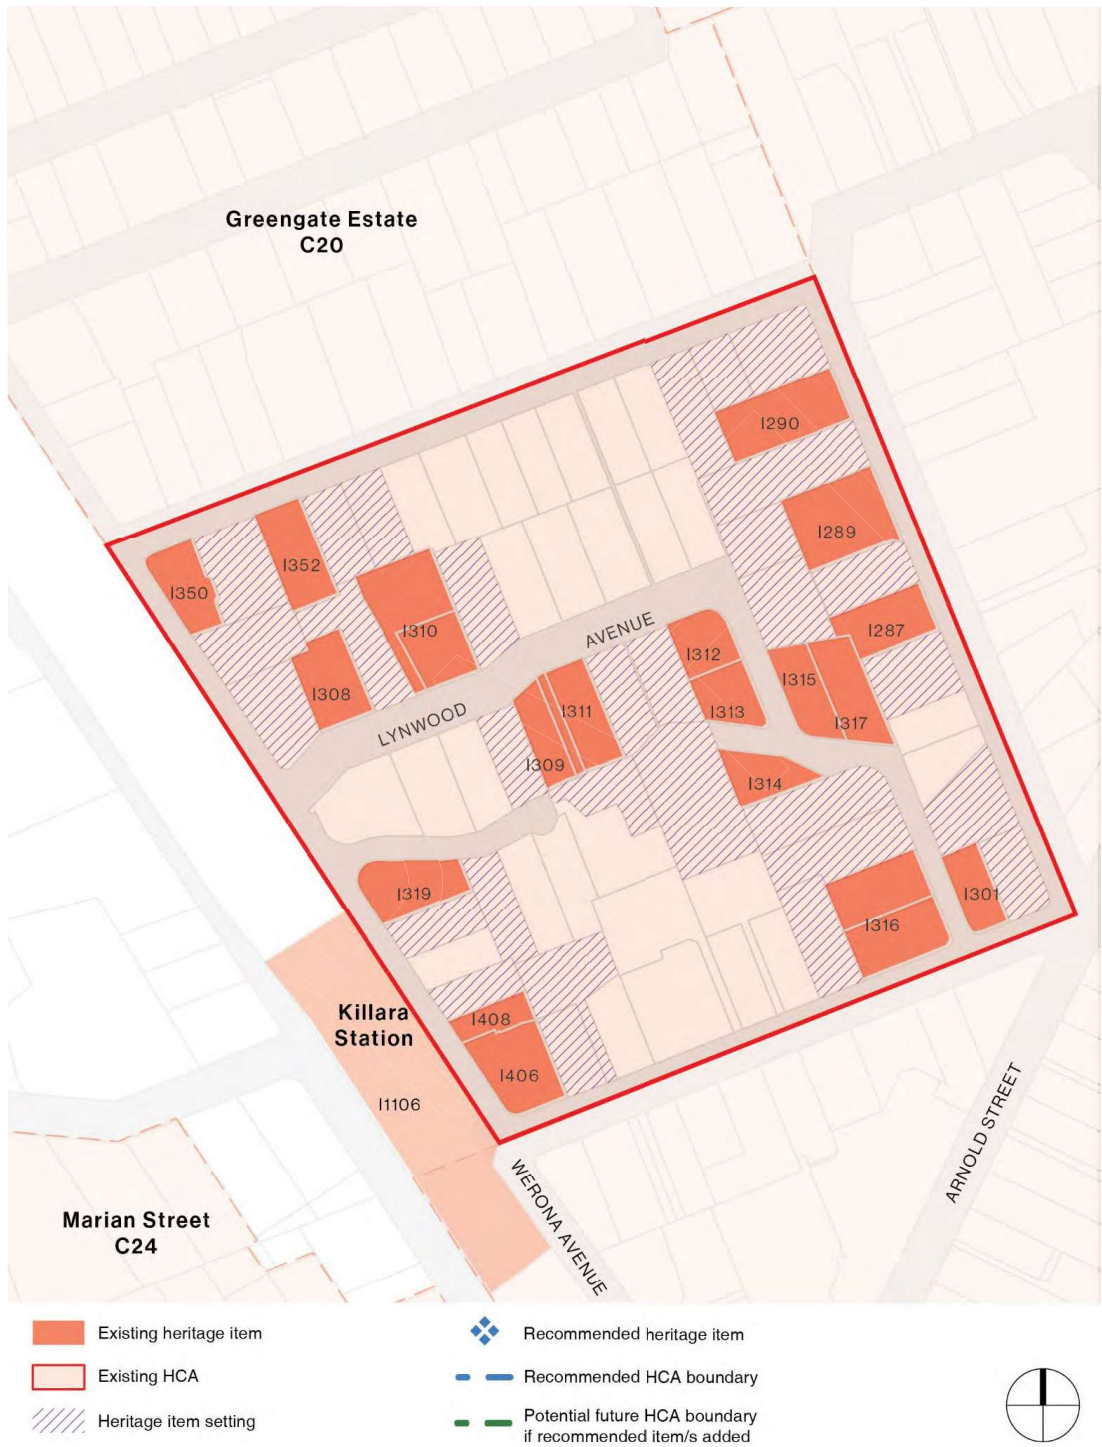 Greengate Estate
C20
I290
I289
I352
I350
I310
I287
AVENUE
I312
I315
I308
I311
I313
I317
LYNWOOD
I309
I314
I319
I301
I316
Killara
Station
I408
I406
I1106
ARNOLD STREET
WERONA AVENUE
Marian Street
C24
Existing heritage item
Existing HCA
Heritage item setting
Recommended heritage item
Recommended HCA boundary
Potential future HCA boundary
if recommended item/s added